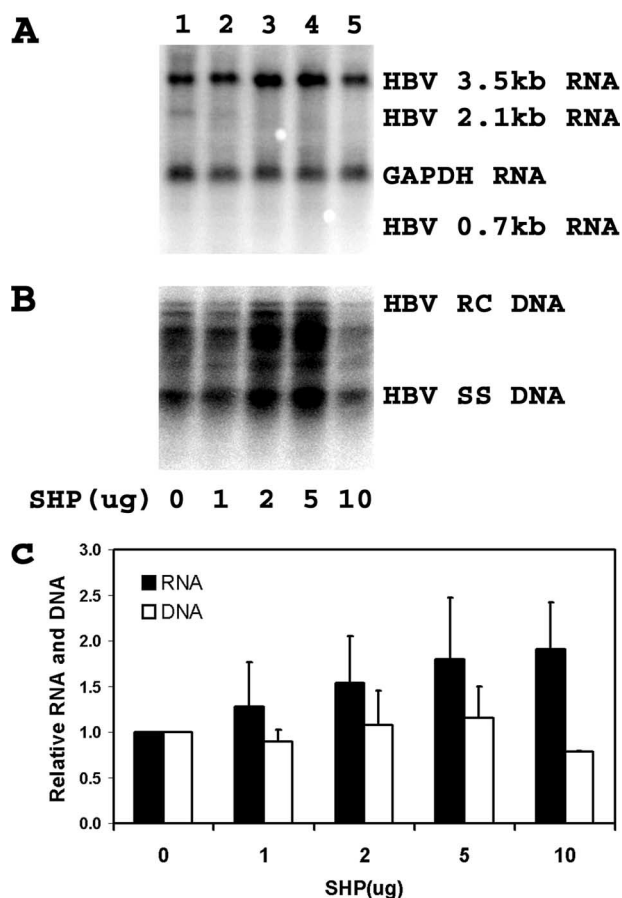 A
1 2 3 4 5
HBV 3.5kb RNA
HBV 2.1kb RNA
GAPDH RNA
HBV 0.7kb RNA
B
HBV RC DNA
HBV SS DNA
SHP(ug) 0 1 2 5 10
C
3.0
2.5
2.0
1.5
1.0
0.5
0.0
Relative RNA and DNA
RNA
DNA
0 1 2 5 10
SHP(ug)